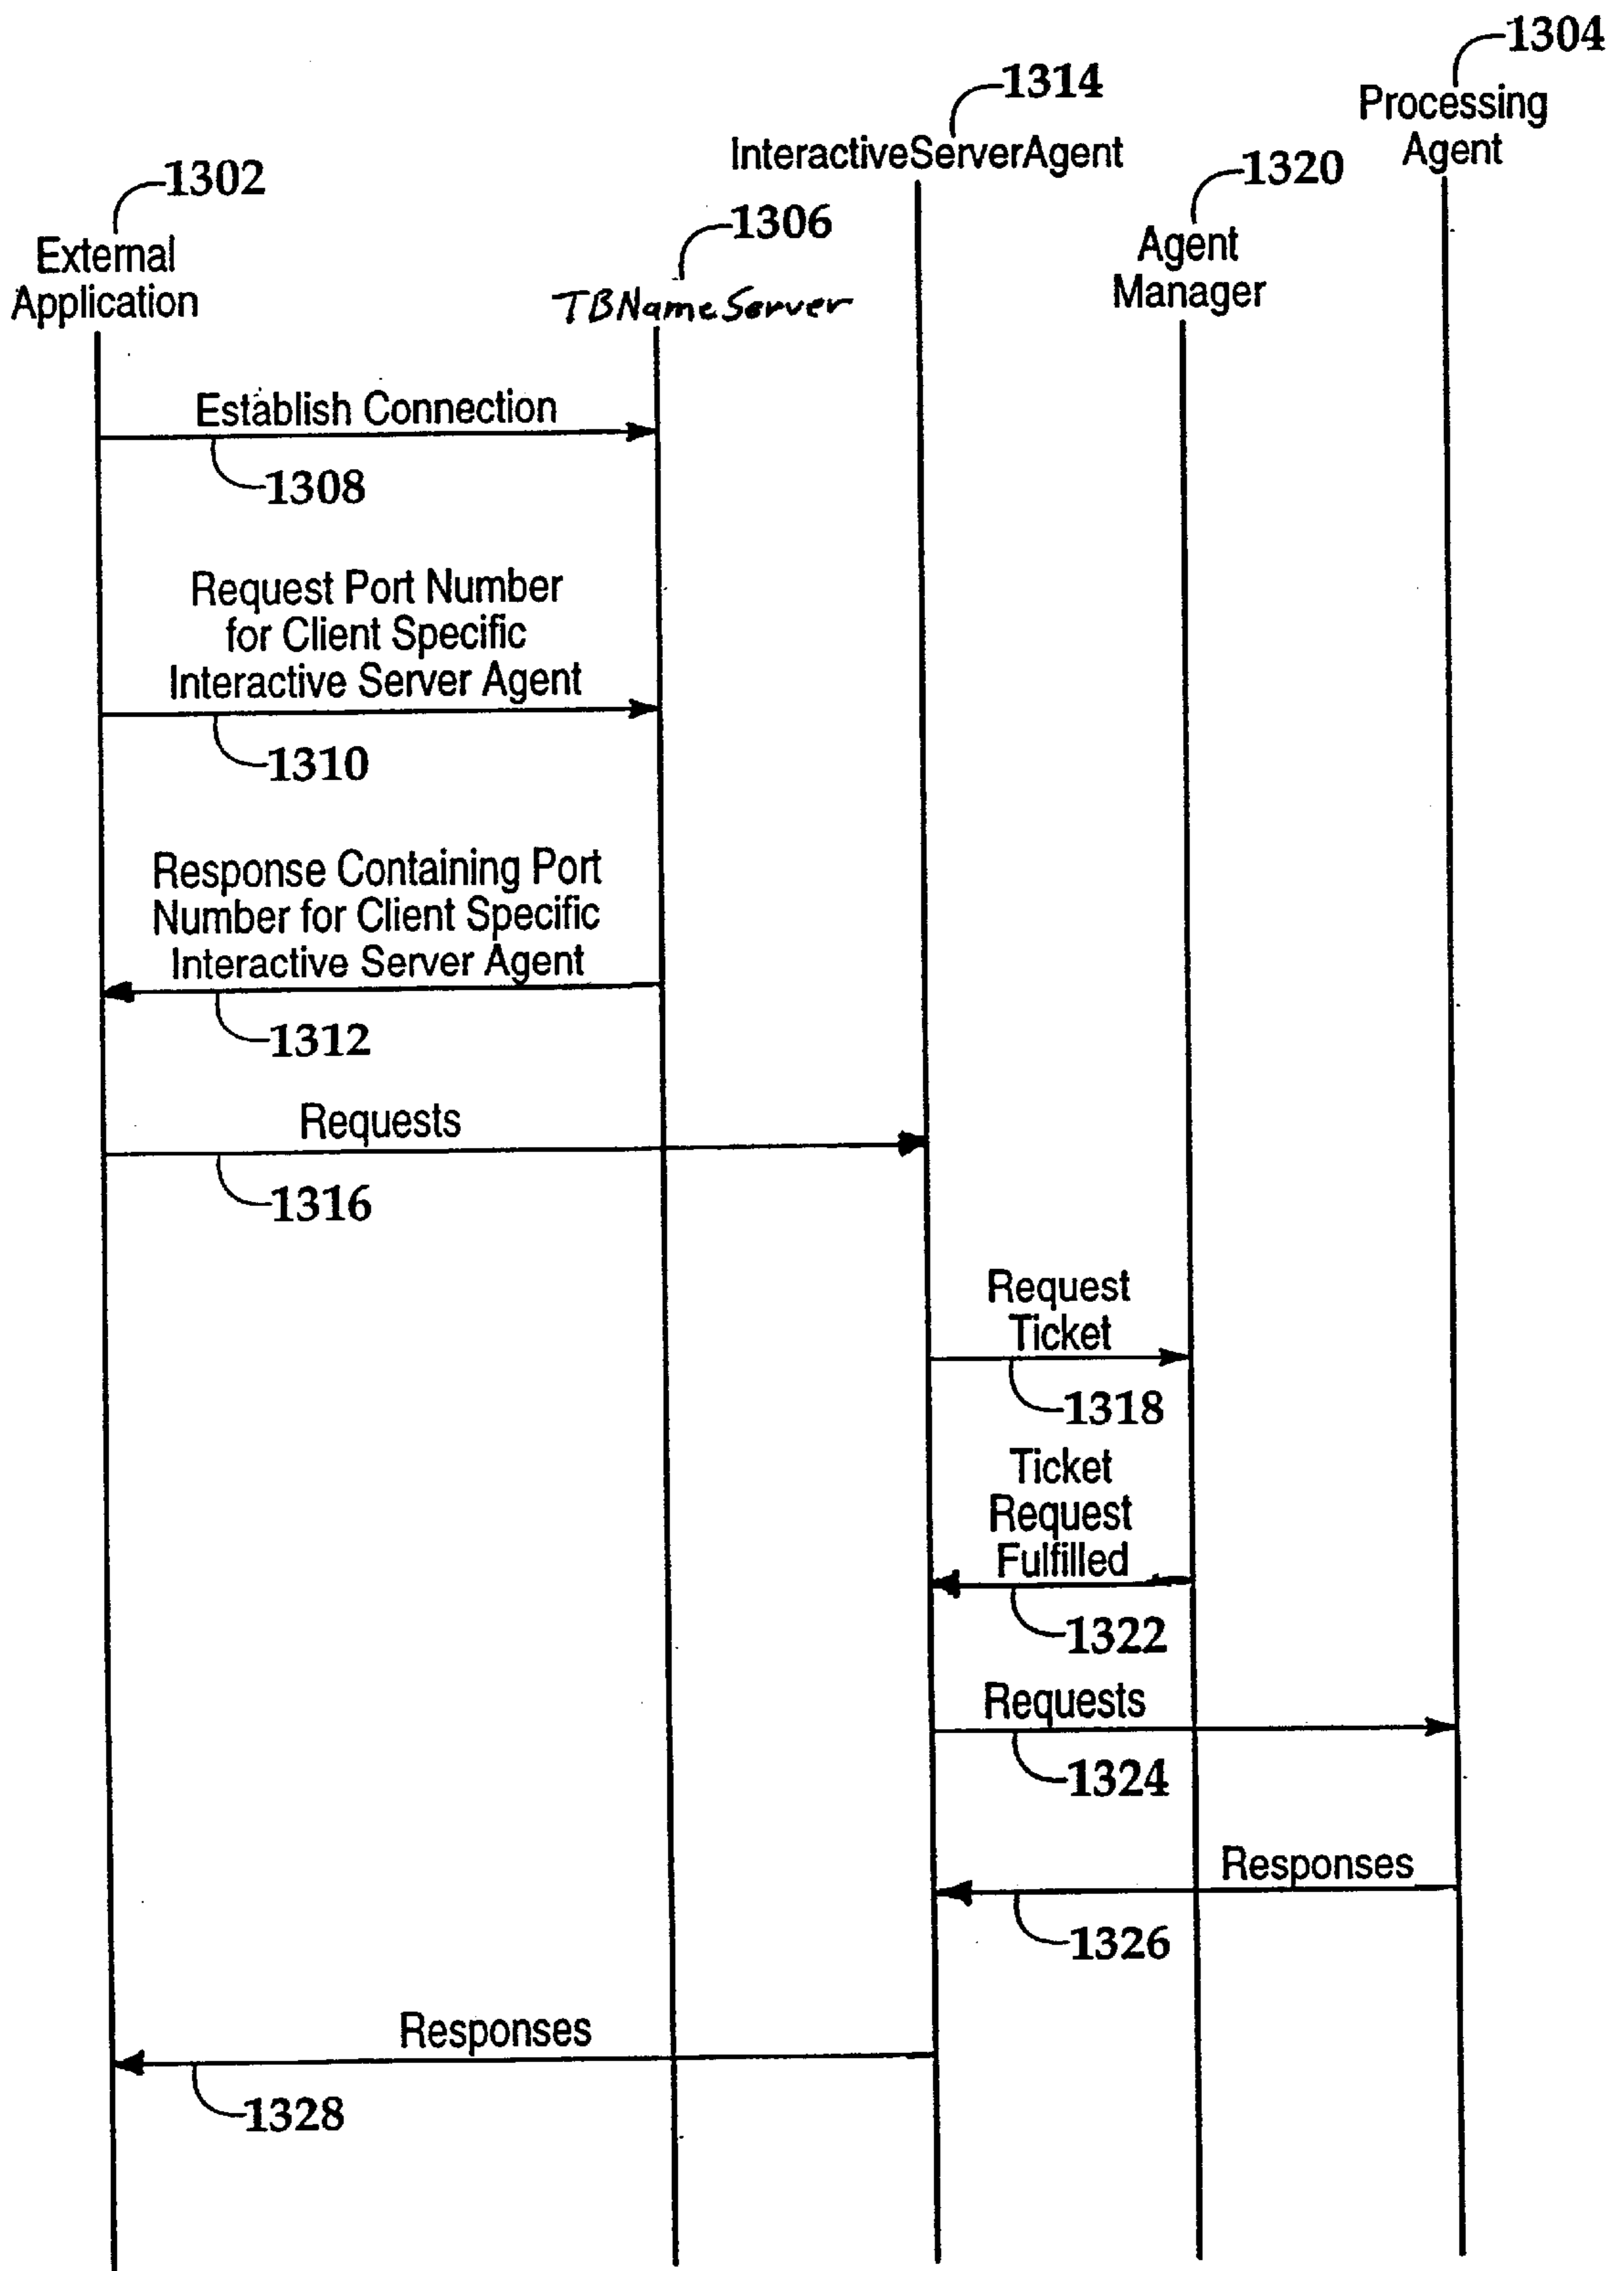 1304
Processing
Agent
1314
InteractiveServerAgent
1320
Agent
Manager
1302
External
Application
1306
TBNameServer
Establish Connection
1308
Request Port Number
for Client Specific
Interactive Server Agent
1310
Response Containing Port
Number for Client Specific
Interactive Server Agent
1312
Requests
1316
Request
Ticket
1318
Ticket
Request
Fulfilled
1322
Requests
1324
Responses
1326
Responses
1328